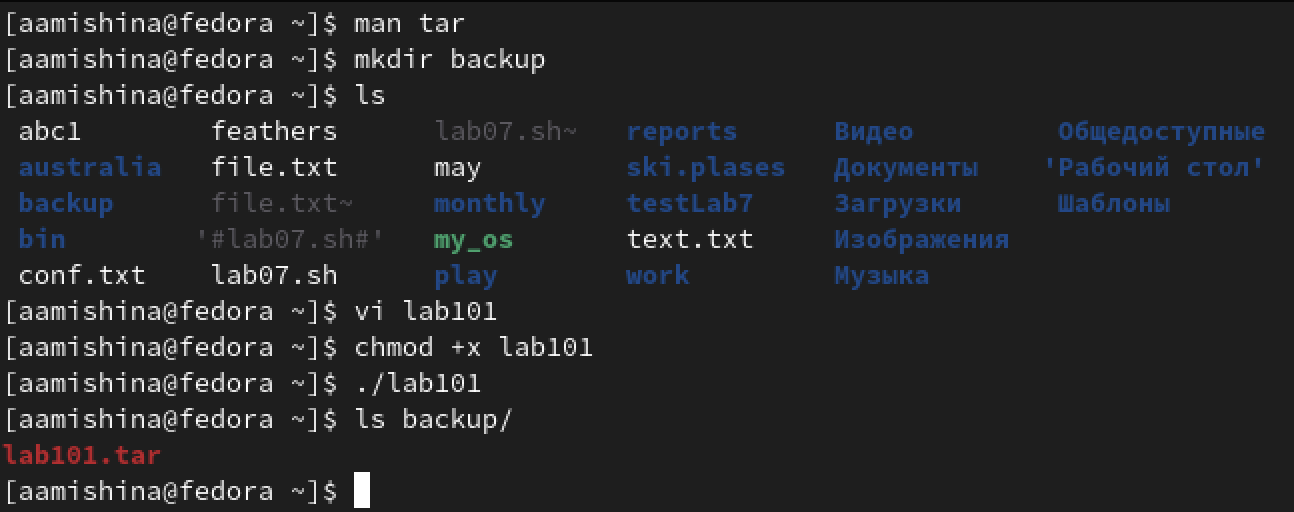 [aamishina@fedora ~]$ man tar
[aamishina@fedora ~]$ mkdir backup
[aamishina@fedora ~]$ ls
abc1 feathers lab07.sh~ reports Видео Общедоступные
australia file.txt may ski.plases Документы 'Рабочий стол'
backup file.txt~ monthly testLab7 Загрузки Шаблоны
bin '#lab07.sh#' my_os text.txt Изображения
conf.txt lab07.sh play work Музыка
[aamishina@fedora ~]$ vi lab101
[aamishina@fedora ~]$ chmod +x lab101
[aamishina@fedora ~]$ ./lab101
[aamishina@fedora ~]$ ls backup/
lab101.tar
[aamishina@fedora ~]$